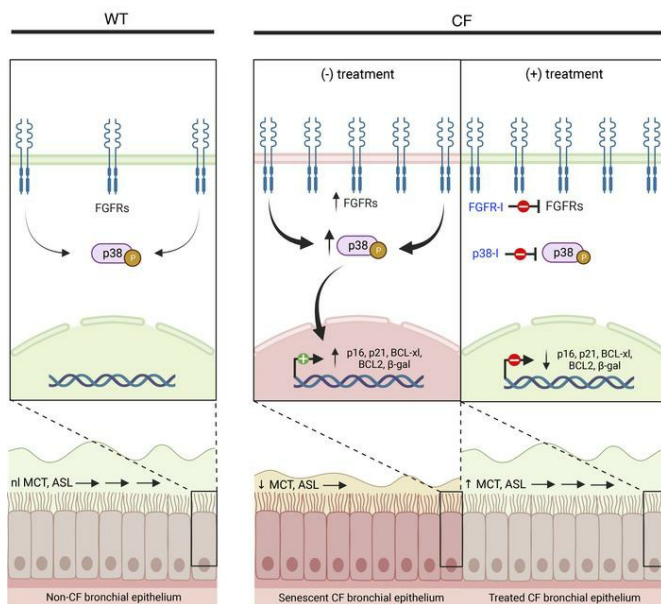 WT
CF
(-) treatment
(+) treatment
FGFRs
p38
P
↑ FGFRs
↑ p38
P
FGFR-I
FGFRs
p38-I
p38
P
+
↑ p16, p21, BCL-xl,
BCL2, β-gal
↓ p16, p21, BCL-xl,
BCL2, β-gal
nl MCT, ASL
↓ MCT, ASL
↑ MCT, ASL
Non-CF bronchial epithelium
Senescent CF bronchial epithelium
Treated CF bronchial epithelium